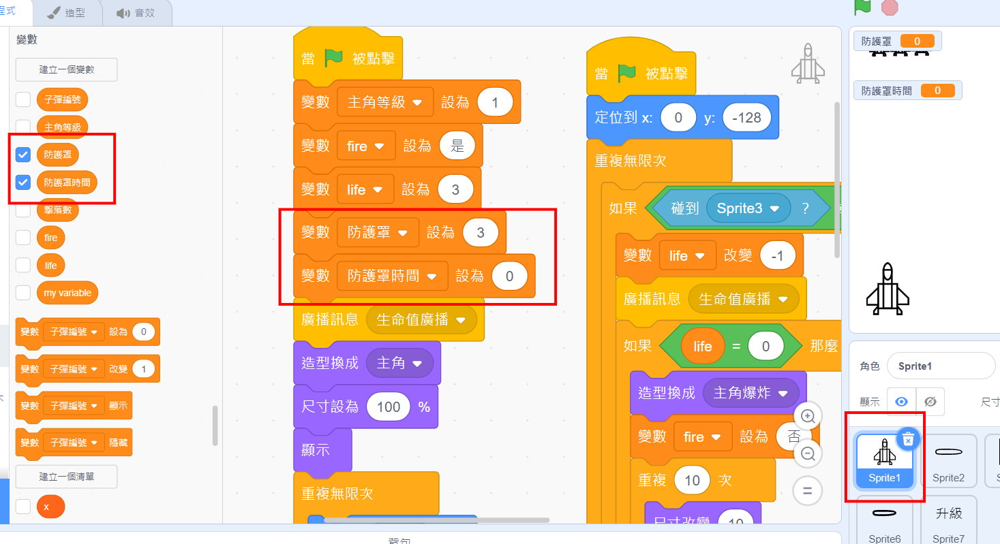 程式
造型
音效
變數
建立一個變數
子彈編號
主角等級
防護罩
防護罩時間
擊落數
fire
life
my variable
變數 子彈編號 設為 0
變數 子彈編號 改變 1
變數 子彈編號 顯示
變數 子彈編號 隱藏
建立一個清單
x
當 被點擊
變數 主角等級 設為 1
變數 fire 設為 是
變數 life 設為 3
變數 防護罩 設為 3
變數 防護罩時間 設為 0
廣播訊息 生命值廣播
造型換成 主角
尺寸設為 100 %
顯示
重複無限次
當 被點擊
定位到 x: 0 y: -128
重複無限次
如果 碰到 Sprite3 ?
變數 life 改變 -1
廣播訊息 生命值廣播
如果 life = 0 那麼
造型換成 主角爆炸
變數 fire 設為 否
重複 10 次
尺寸改變 10
背包
防護罩 0
防護罩時間 0
角色 Sprite1
顯示 尺寸
Sprite1
Sprite2
S
Sprite6
升級
Sprite7